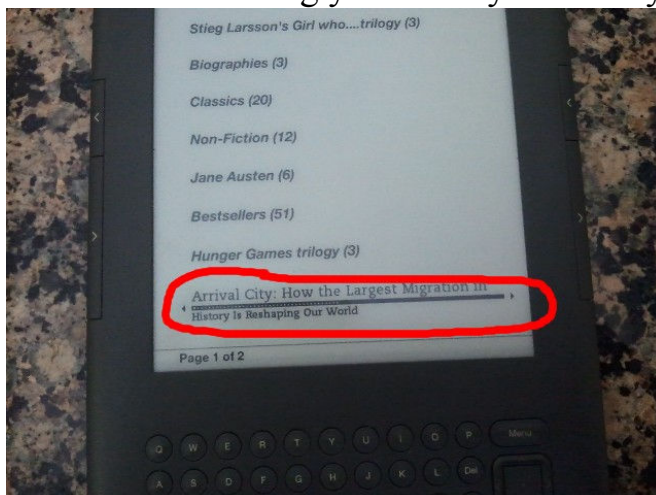 Stieg Larsson's Girl who....trilogy (3)
Biographies (3)
Classics (20)
Non-Fiction (12)
Jane Austen (6)
Bestsellers (51)
Hunger Games trilogy (3)
Arrival City: How the Largest Migration in
History Is Reshaping Our World
Page 1 of 2
Q W E R T Y U I O P Menu
A S D F G H J K L Del